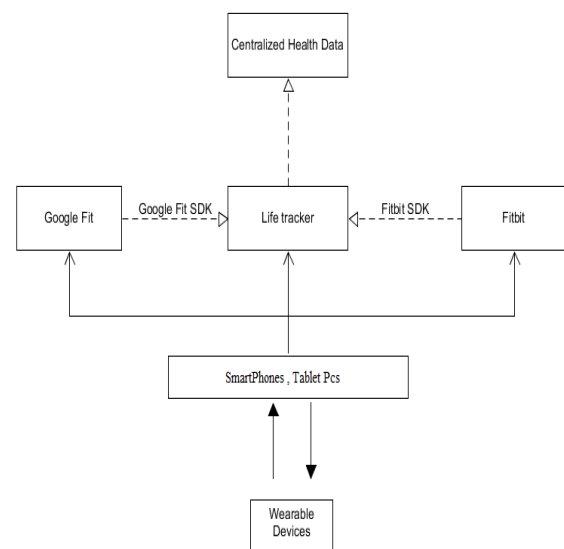 Centralized Health Data
Google Fit
Google Fit SDK
Life tracker
Fitbit SDK
Fitbit
SmartPhones , Tablet Pcs
Wearable
Devices